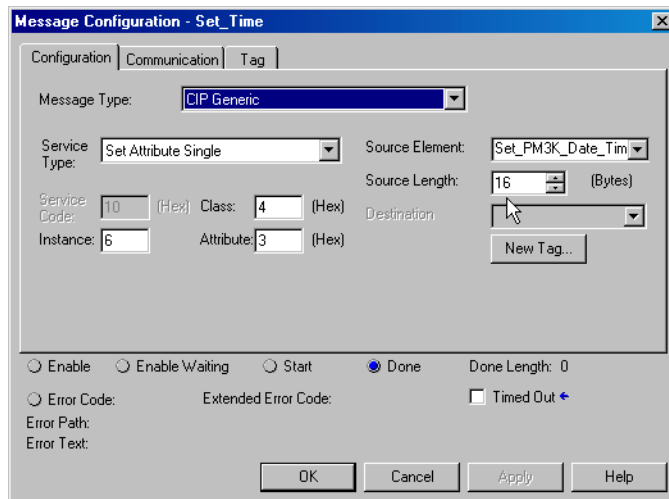 Message Configuration - Set_Time
Configuration Communication Tag
Message Type: CIP Generic
Service Type: Set Attribute Single
Source Element: Set_PM3K_Date_Tim
Source Length: 16 (Bytes)
Service Code: 10 (Hex) Class: 4 (Hex)
Destination
Instance: 6 Attribute: 3 (Hex)
New Tag...
Enable Enable Waiting Start Done Done Length: 0
Error Code: Extended Error Code: Timed Out
Error Path:
Error Text:
OK Cancel Apply Help